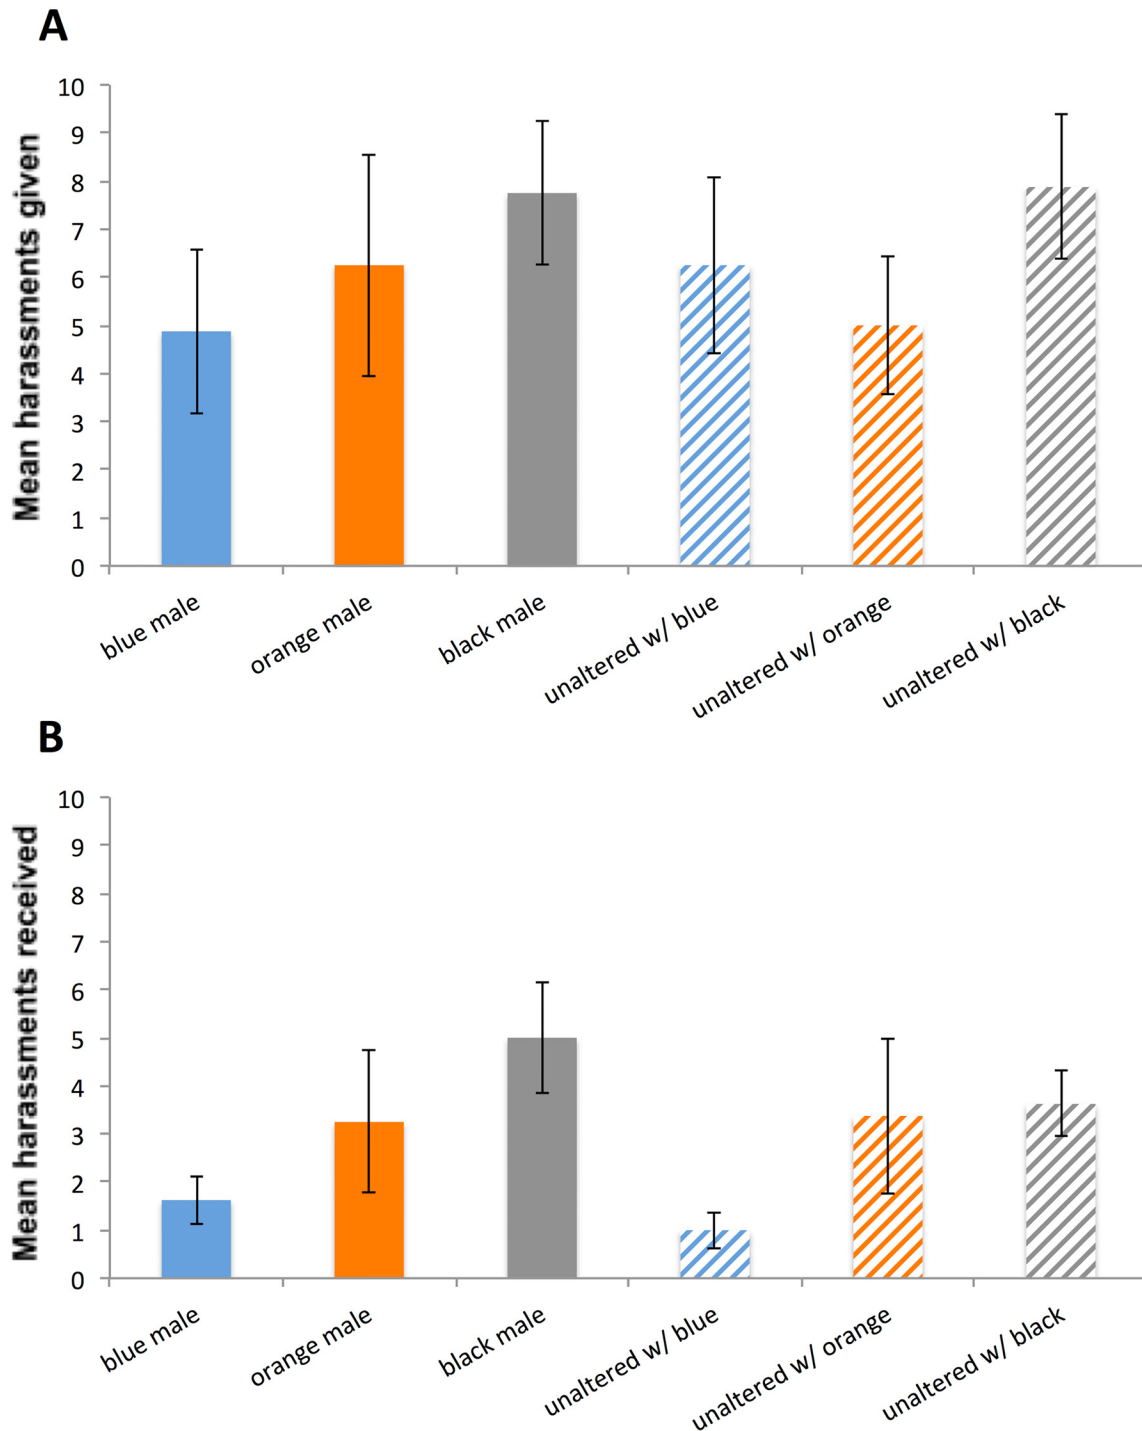 A
Mean harassments given
10
9
8
7
6
5
4
3
2
1
0
blue male
orange male
black male
unaltered w/ blue
unaltered w/ orange
unaltered w/ black
B
Mean harassments received
10
9
8
7
6
5
4
3
2
1
0
blue male
orange male
black male
unaltered w/ blue
unaltered w/ orange
unaltered w/ black